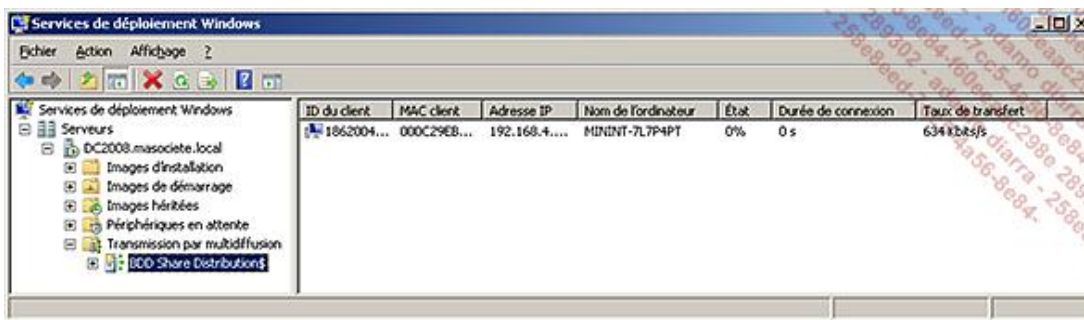 Services de déploiement Windows
Fichier Action Affichage ?
Services de déploiement Windows
Serveurs
DC2008.masociete.local
Images d'installation
Images de démarrage
Images héritées
Périphériques en attente
Transmission par multidiffusion
BDD Share Distribution$
ID du client MAC client Adresse IP Nom de l'ordinateur État Durée de connexion Taux de transfert
1862004... 000C29EB... 192.168.4.... MININT-7L7P4PT 0% 0 s 634 Kbits/s